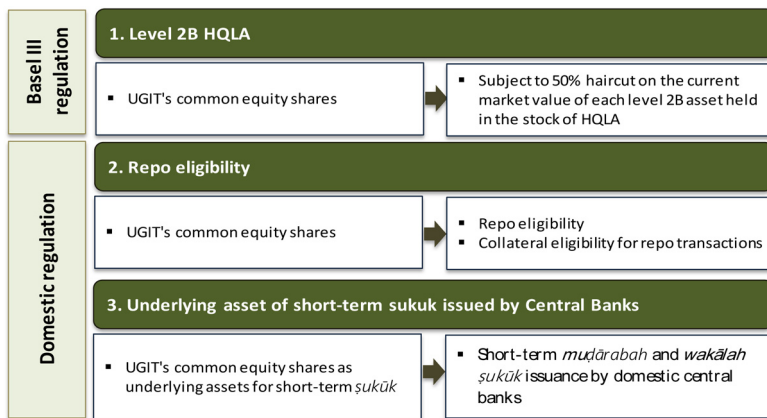 Basel III
regulation
1. Level 2B HQLA
▪ UGIT's common equity shares
▪ Subject to 50% haircut on the current
market value of each level 2B asset held
in the stock of HQLA
Domestic regulation
2. Repo eligibility
▪ UGIT's common equity shares
▪ Repo eligibility
▪ Collateral eligibility for repo transactions
3. Underlying asset of short-term sukuk issued by Central Banks
▪ UGIT's common equity shares as
underlying assets for short-term ṣukūk
▪ Short-term muḍārabah and wakālah
ṣukūk issuance by domestic central
banks